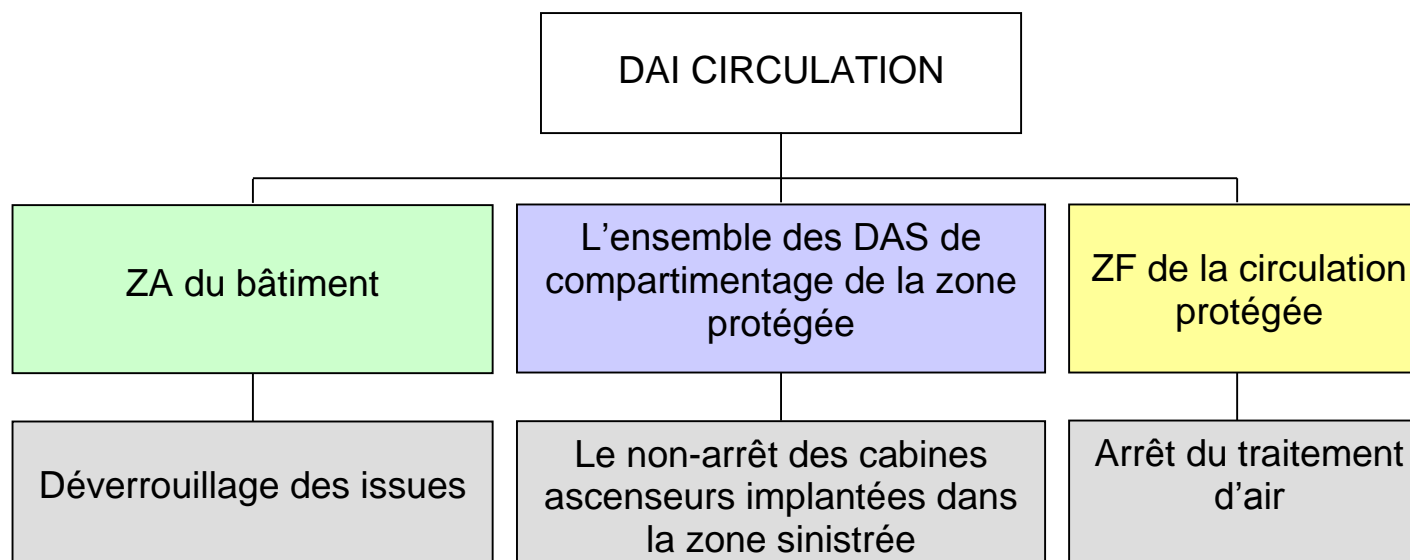 DAI CIRCULATION
ZA du bâtiment
L’ensemble des DAS de
compartimentage de la zone
protégée
ZF de la circulation
protégée
Déverrouillage des issues
Le non-arrêt des cabines
ascenseurs implantées dans
la zone sinistrée
Arrêt du traitement
d’air